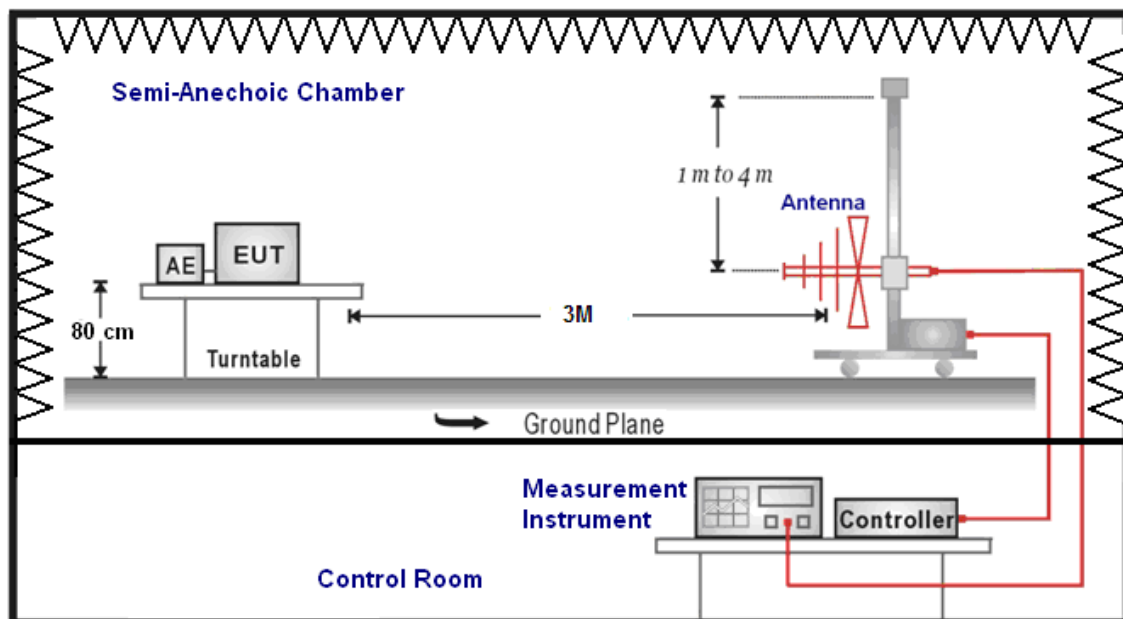 Semi-Anechoic Chamber
1 m to 4 m
Antenna
AE
EUT
80 cm
3M
Turntable
Ground Plane
Measurement
Instrument
Controller
Control Room